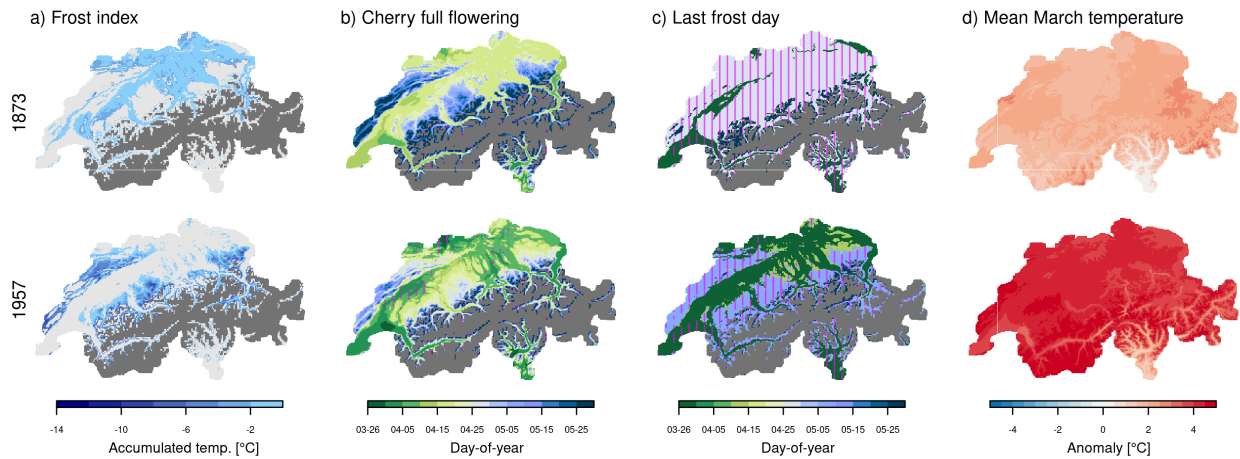 a) Frost index
b) Cherry full flowering
c) Last frost day
d) Mean March temperature
1873
1957
-14 -10 -6 -2
Accumulated temp. [°C]
03-26 04-05 04-15 04-25 05-05 05-15 05-25
Day-of-year
03-26 04-05 04-15 04-25 05-05 05-15 05-25
Day-of-year
-4 -2 0 2 4
Anomaly [°C]